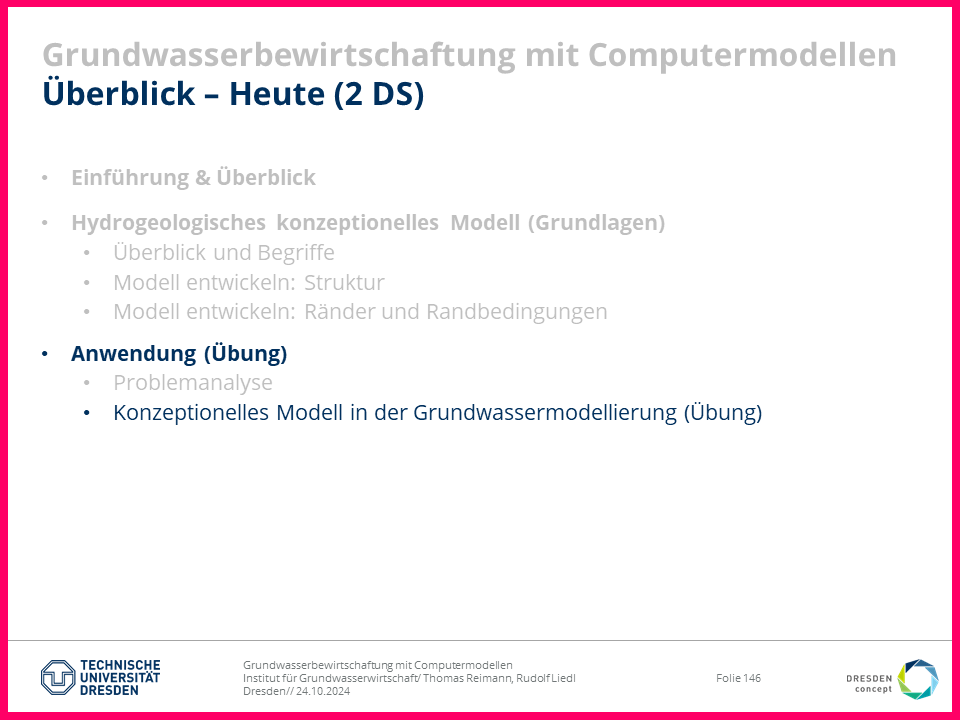 Grundwasserbewirtschaftung mit Computermodellen
Überblick – Heute (2 DS)
• Einführung & Überblick
• Hydrogeologisches konzeptionelles Modell (Grundlagen)
• Überblick und Begriffe
• Modell entwickeln: Struktur
• Modell entwickeln: Ränder und Randbedingungen
• Anwendung (Übung)
• Problemanalyse
• Konzeptionelles Modell in der Grundwassermodellierung (Übung)
TECHNISCHE
UNIVERSITÄT
DRESDEN
Grundwasserbewirtschaftung mit Computermodellen
Institut für Grundwasserwirtschaft/ Thomas Reimann, Rudolf Liedl
Dresden// 24.10.2024
Folie 146
DRESDEN
concept